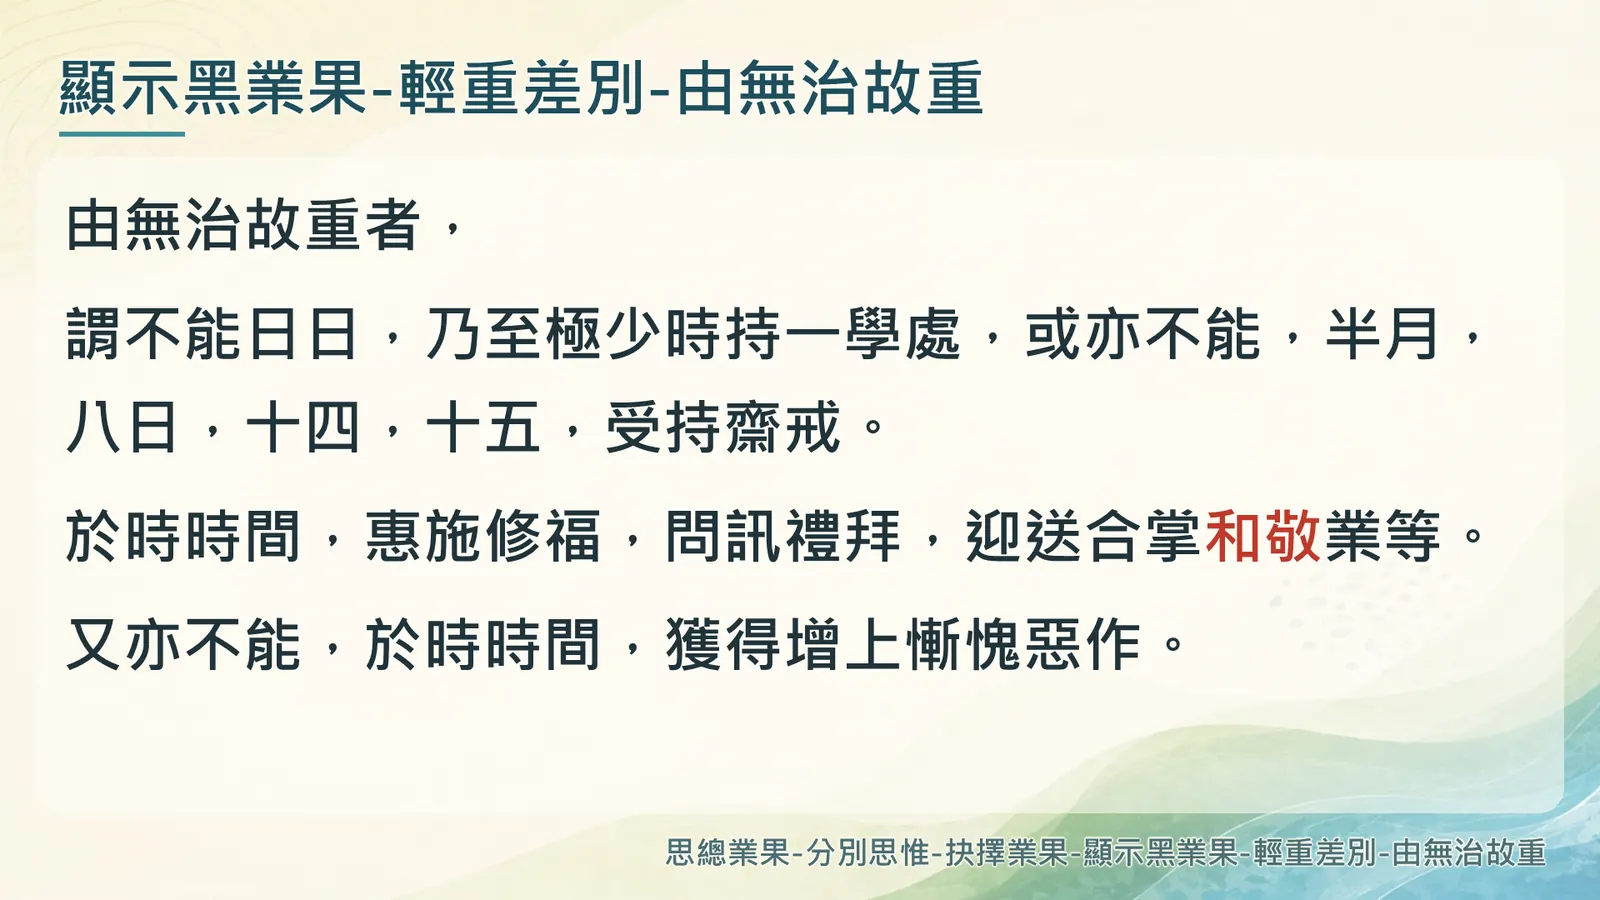 顯示黑業果-輕重差別-由無治故重
由無治故重者，
謂不能日日，乃至極少時持一學處，或亦不能，半月，
八日，十四，十五，受持齋戒。
於時時間，惠施修福，問訊禮拜，迎送合掌和敬業等。
又亦不能，於時時間，獲得增上慚愧惡作。
思總業果-分別思惟-抉擇業果-顯示黑業果-輕重差別-由無治故重